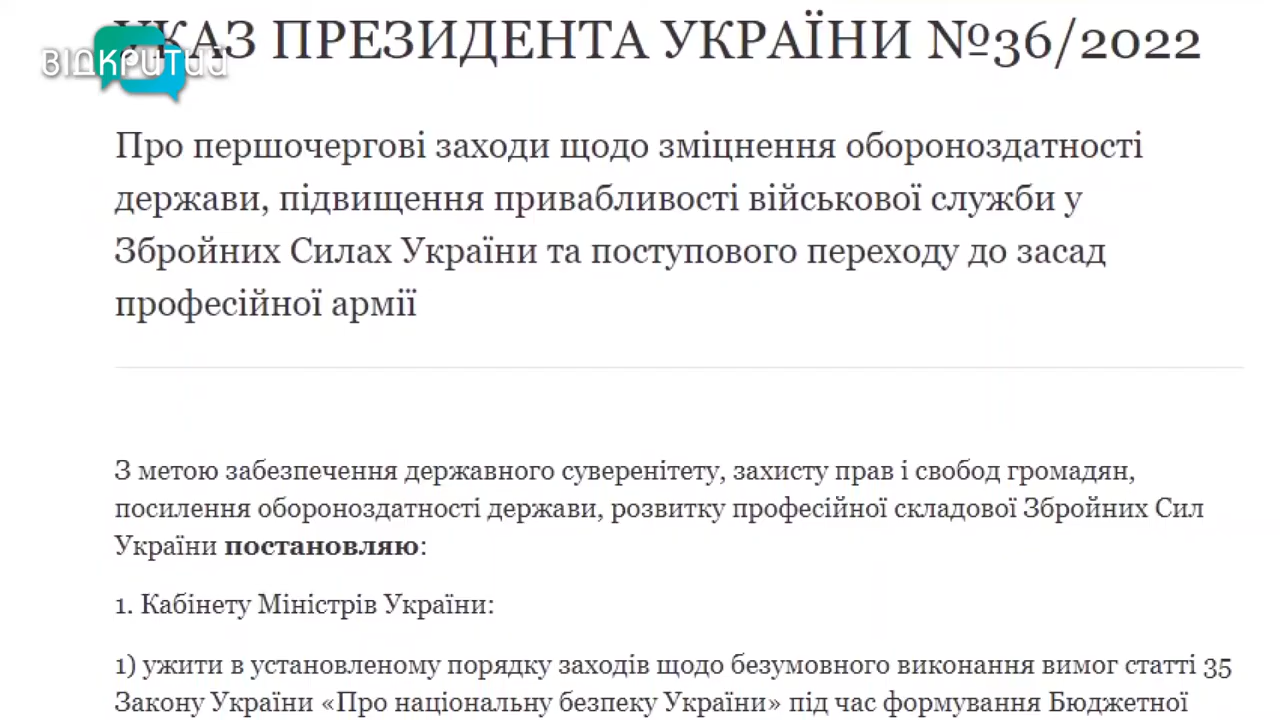 УКАЗ ПРЕЗИДЕНТА УКРАЇНИ №36/2022
ВІДКРИТИЙ
Про першочергові заходи щодо зміцнення обороноздатності
держави, підвищення привабливості військової служби у
Збройних Силах України та поступового переходу до засад
професійної армії
З метою забезпечення державного суверенітету, захисту прав і свобод громадян,
посилення обороноздатності держави, розвитку професійної складової Збройних Сил
України постановляю:
1. Кабінету Міністрів України:
1) ужити в установленому порядку заходів щодо безумовного виконання вимог статті 35
Закону України «Про національну безпеку України» під час формування Бюджетної